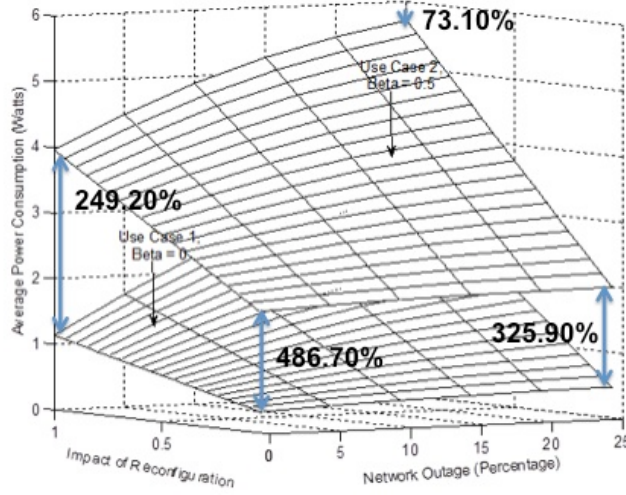 6
73.10%
Use Case 2,
Beta = 0.5
5
4
249.20%
3
Use Case 1,
Beta = 0
2
1
486.70%
325.90%
0
1
0.5
0
5
10
15
20
25
Average Power Consumption (Watts)
Impact of Reconfiguration
Network Outage (Percentage)